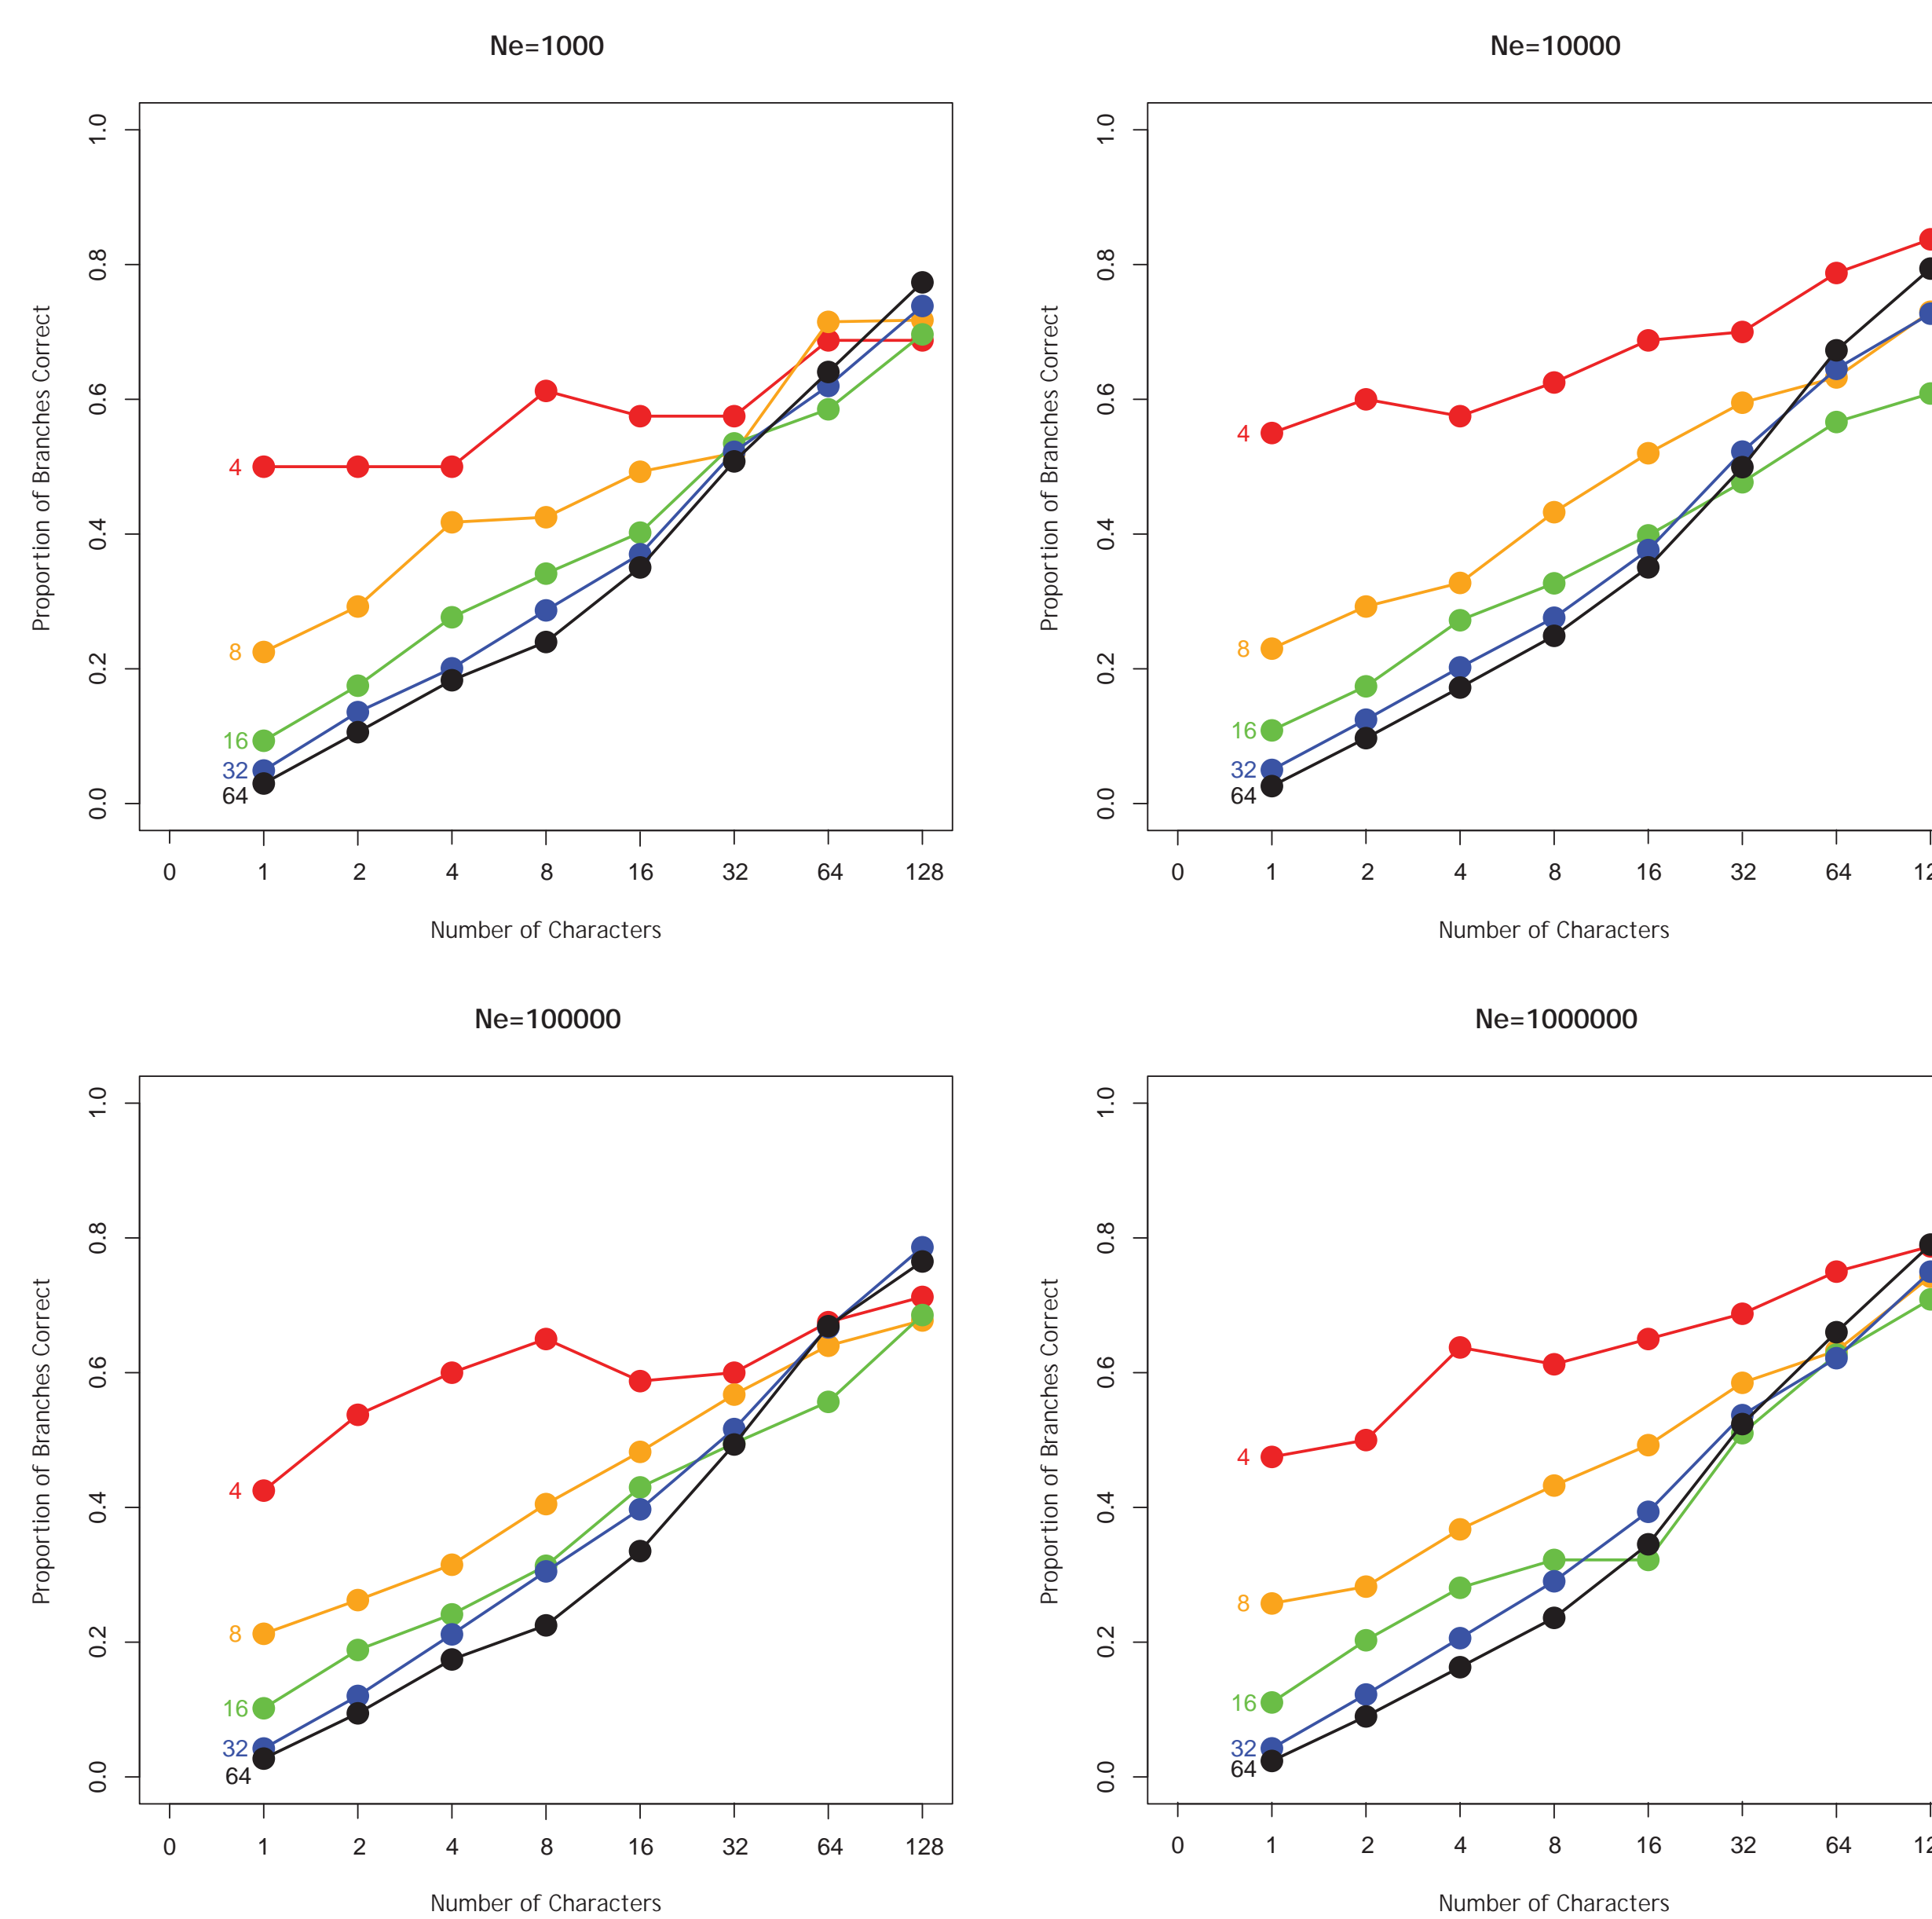 Ne=1000
Proportion of Branches Correct
1.0
0.8
0.6
0.4
0.2
0.0
4
8
16
32
64
0 1 2 4 8 16 32 64 128
Number of Characters
Ne=10000
Proportion of Branches Correct
1.0
0.8
0.6
0.4
0.2
0.0
4
8
16
32
64
0 1 2 4 8 16 32 64 12
Number of Characters
Ne=100000
Proportion of Branches Correct
1.0
0.8
0.6
0.4
0.2
0.0
4
8
16
32
64
0 1 2 4 8 16 32 64 128
Number of Characters
Ne=1000000
Proportion of Branches Correct
1.0
0.8
0.6
0.4
0.2
0.0
4
8
16
32
64
0 1 2 4 8 16 32 64 12
Number of Characters